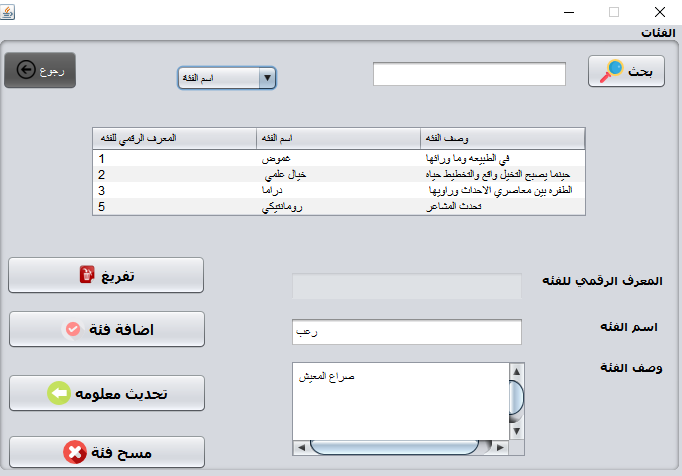 الفئات
بحث
اسم الفئة
رجوع
وصف الفئه اسم الفئه المعرف الرقمي للفئه
في الطبيعه وما ورائها غموض 1
حينما يصبح التخيل واقع والتخطيط حياه خيال علمي 2
الطفره بين معاصري الاحداث وراويها دراما 3
تحدث المشاعر رومانتيكي 5
المعرف الرقمي للفئه
تفريغ
اسم الفئه
رعب
اضافة فئة
وصف الفئة
صراع المعيش
تحديث معلومه
مسح فئة